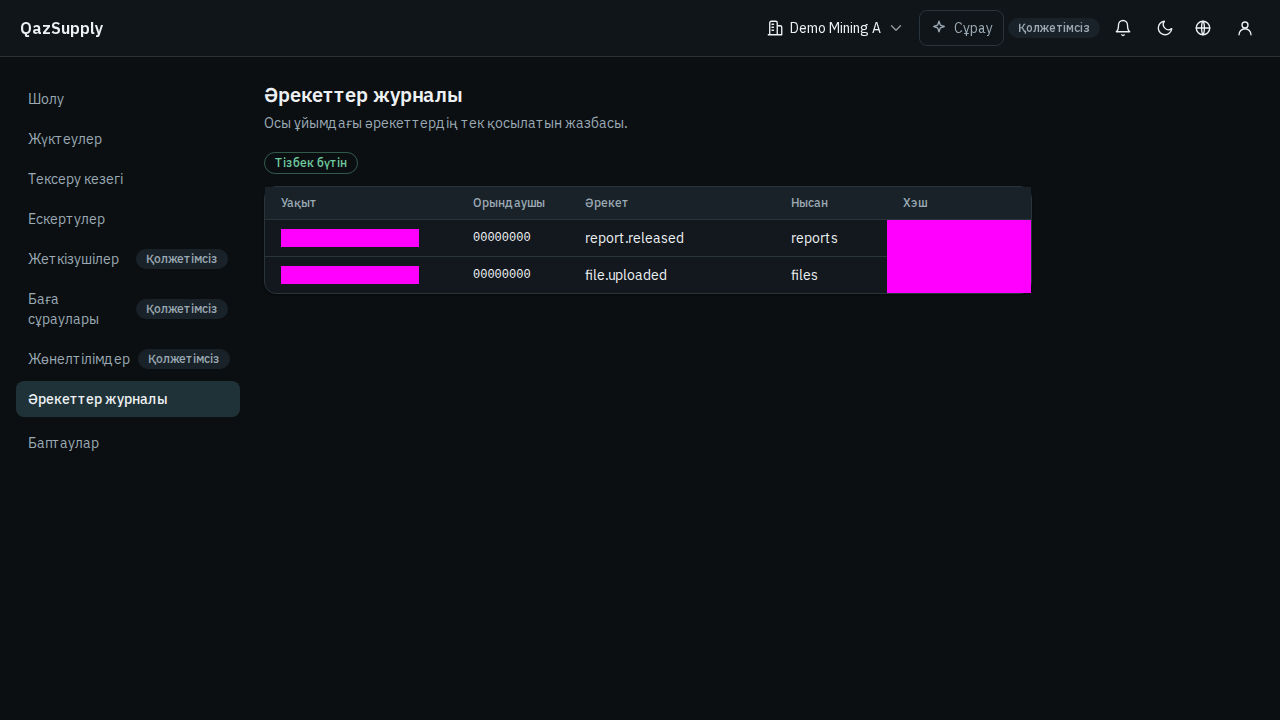 QazSupply
Demo Mining A
Сұрау
Қолжетімсіз
Шолу
Жүктеулер
Тексеру кезегі
Ескертулер
Жеткізушілер Қолжетімсіз
Баға сұраулары Қолжетімсіз
Жөнелтілімдер Қолжетімсіз
Әрекеттер журналы
Баптаулар
Әрекеттер журналы
Осы ұйымдағы әрекеттердің тек қосылатын жазбасы.
Тізбек бүтін
Уақыт Орындаушы Әрекет Нысан Хэш
00000000 report.released reports
00000000 file.uploaded files